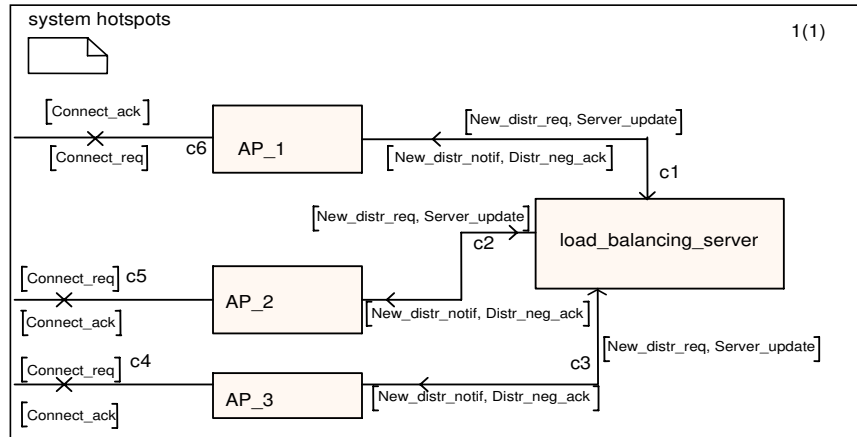 system hotspots
1(1)
[Connect_ack]
[Connect_req]
c6
AP_1
[New_distr_req, Server_update]
[New_distr_notif, Distr_neg_ack]
c1
[New_distr_req, Server_update]
c2
load_balancing_server
[Connect_req]
c5
[Connect_ack]
AP_2
[New_distr_notif, Distr_neg_ack]
[New_distr_req, Server_update]
c3
[Connect_req]
c4
[Connect_ack]
AP_3
[New_distr_notif, Distr_neg_ack]